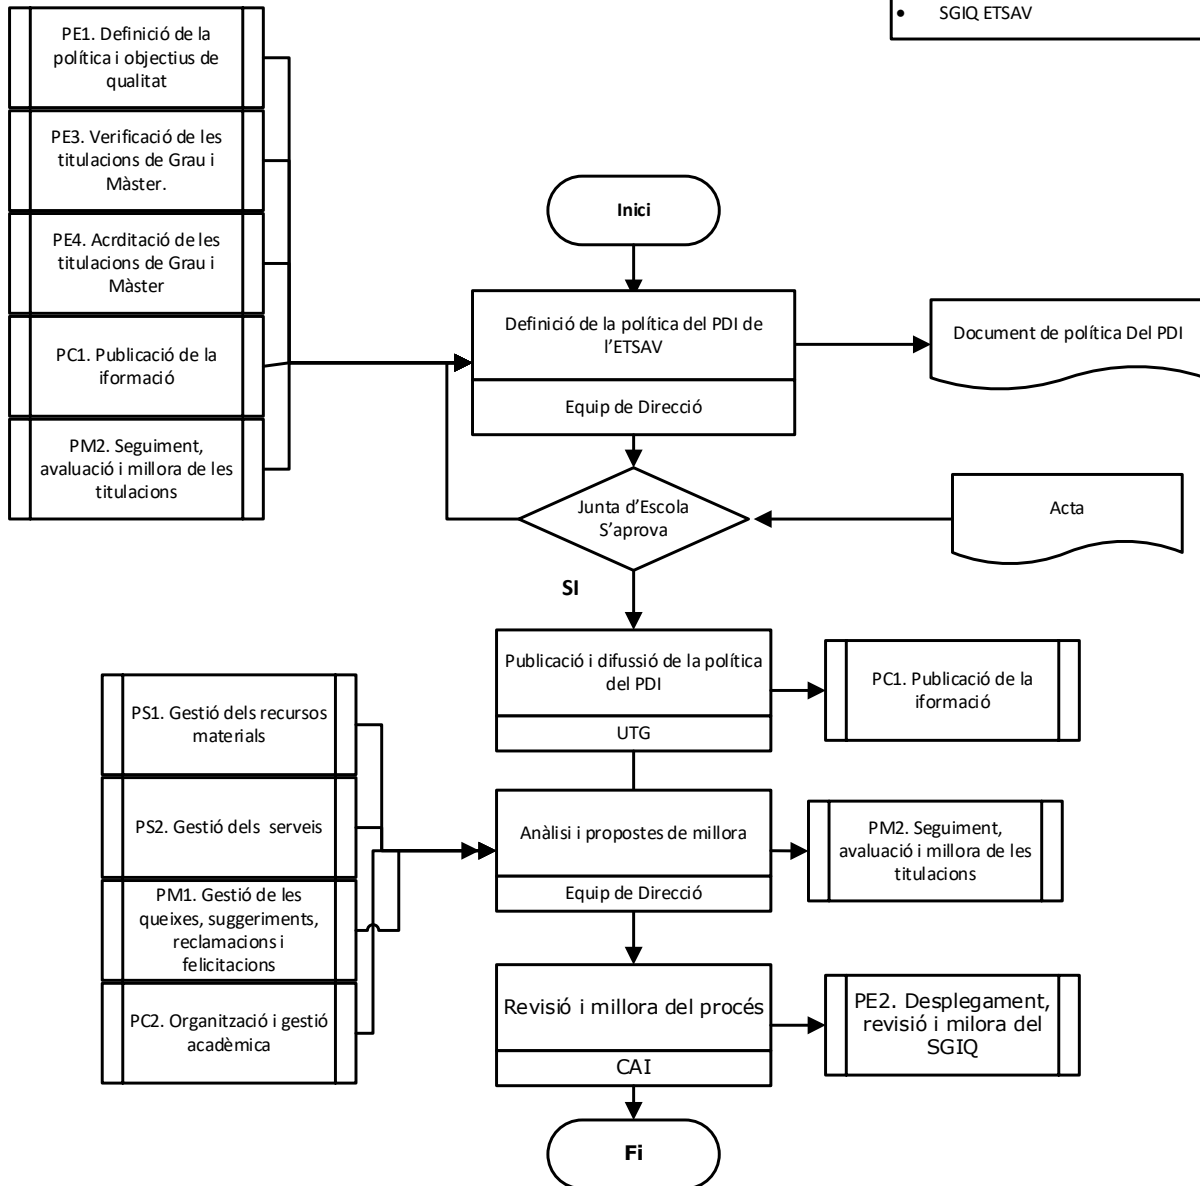 • SGIQ ETSAV
PE1. Definició de la
política i objectius de
qualitat
PE3. Verificació de les
titulacions de Grau i
Màster.
PE4. Acrditació de les
titulacions de Grau i
Màster
PC1. Publicació de la
iformació
PM2. Seguiment,
avaluació i millora de les
titulacions
Inici
Definició de la política del PDI de
l’ETSAV
Equip de Direcció
Document de política Del PDI
Junta d’Escola
S’aprova
Acta
SI
Publicació i difussió de la política
del PDI
UTG
PC1. Publicació de la
iformació
PS1. Gestió dels recursos
materials
PS2. Gestió dels serveis
PM1. Gestió de les
queixes, suggeriments,
reclamacions i
felicitacions
PC2. Organització i gestió
acadèmica
Anàlisi i propostes de millora
Equip de Direcció
PM2. Seguiment,
avaluació i millora de les
titulacions
Revisió i millora del procés
CAI
PE2. Desplegament,
revisió i milora del
SGIQ
Fi